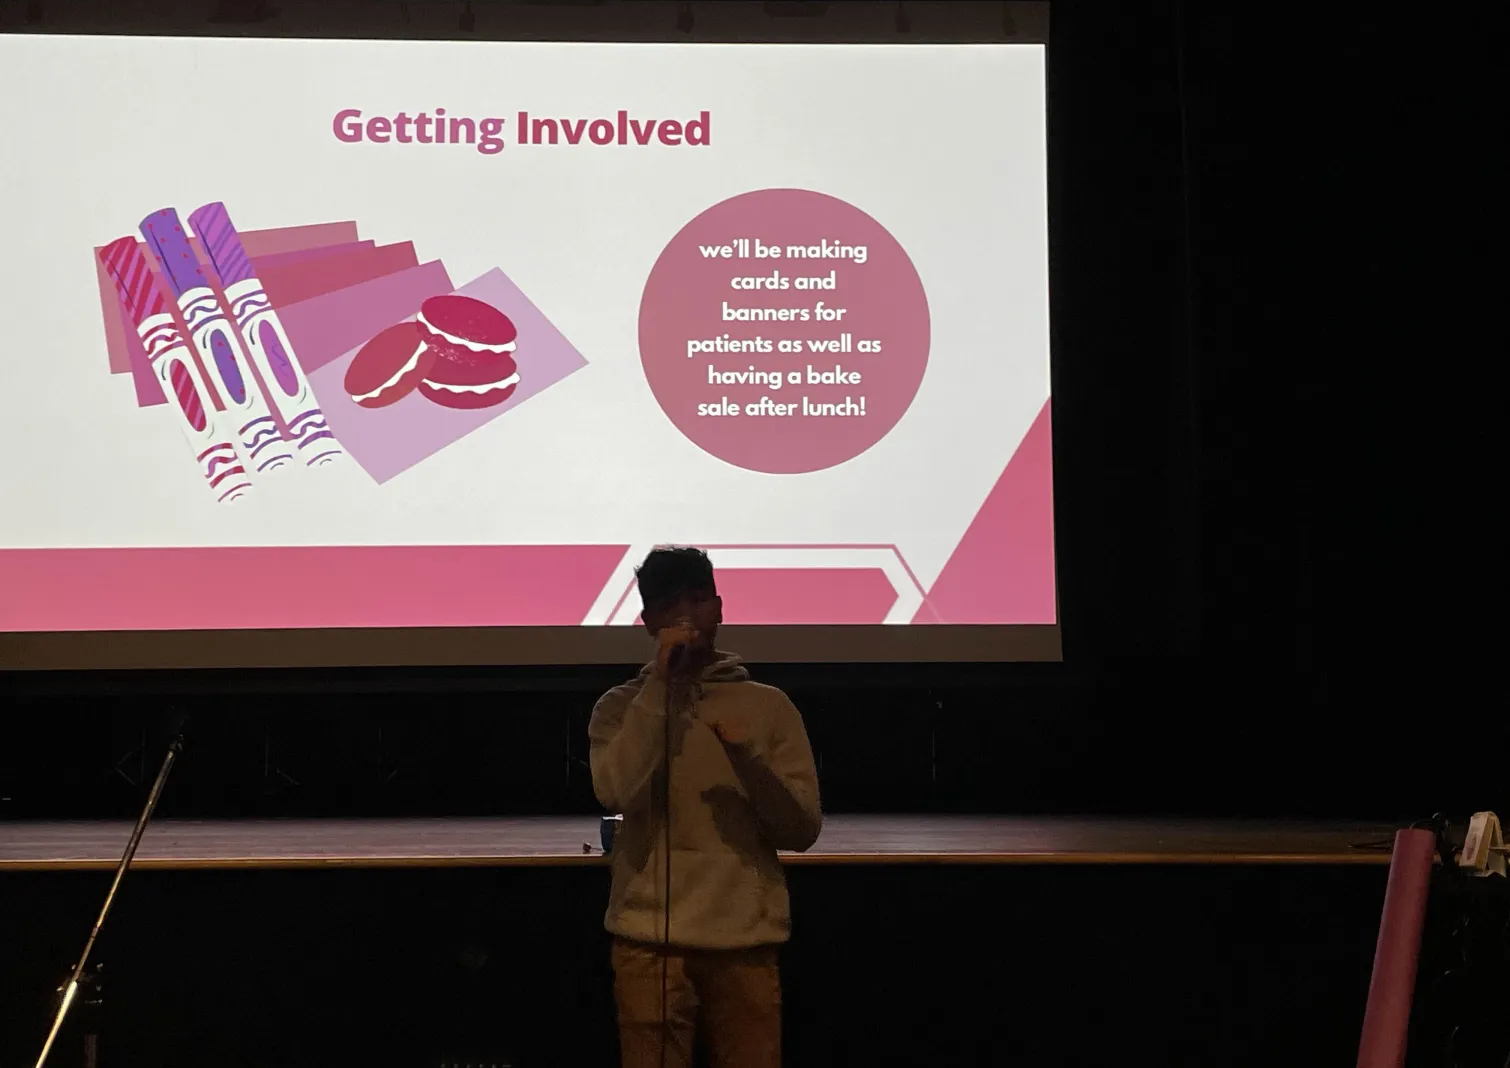 Getting Involved
we'll be making
cards and
banners for
patients as well as
having a bake
sale after lunch!